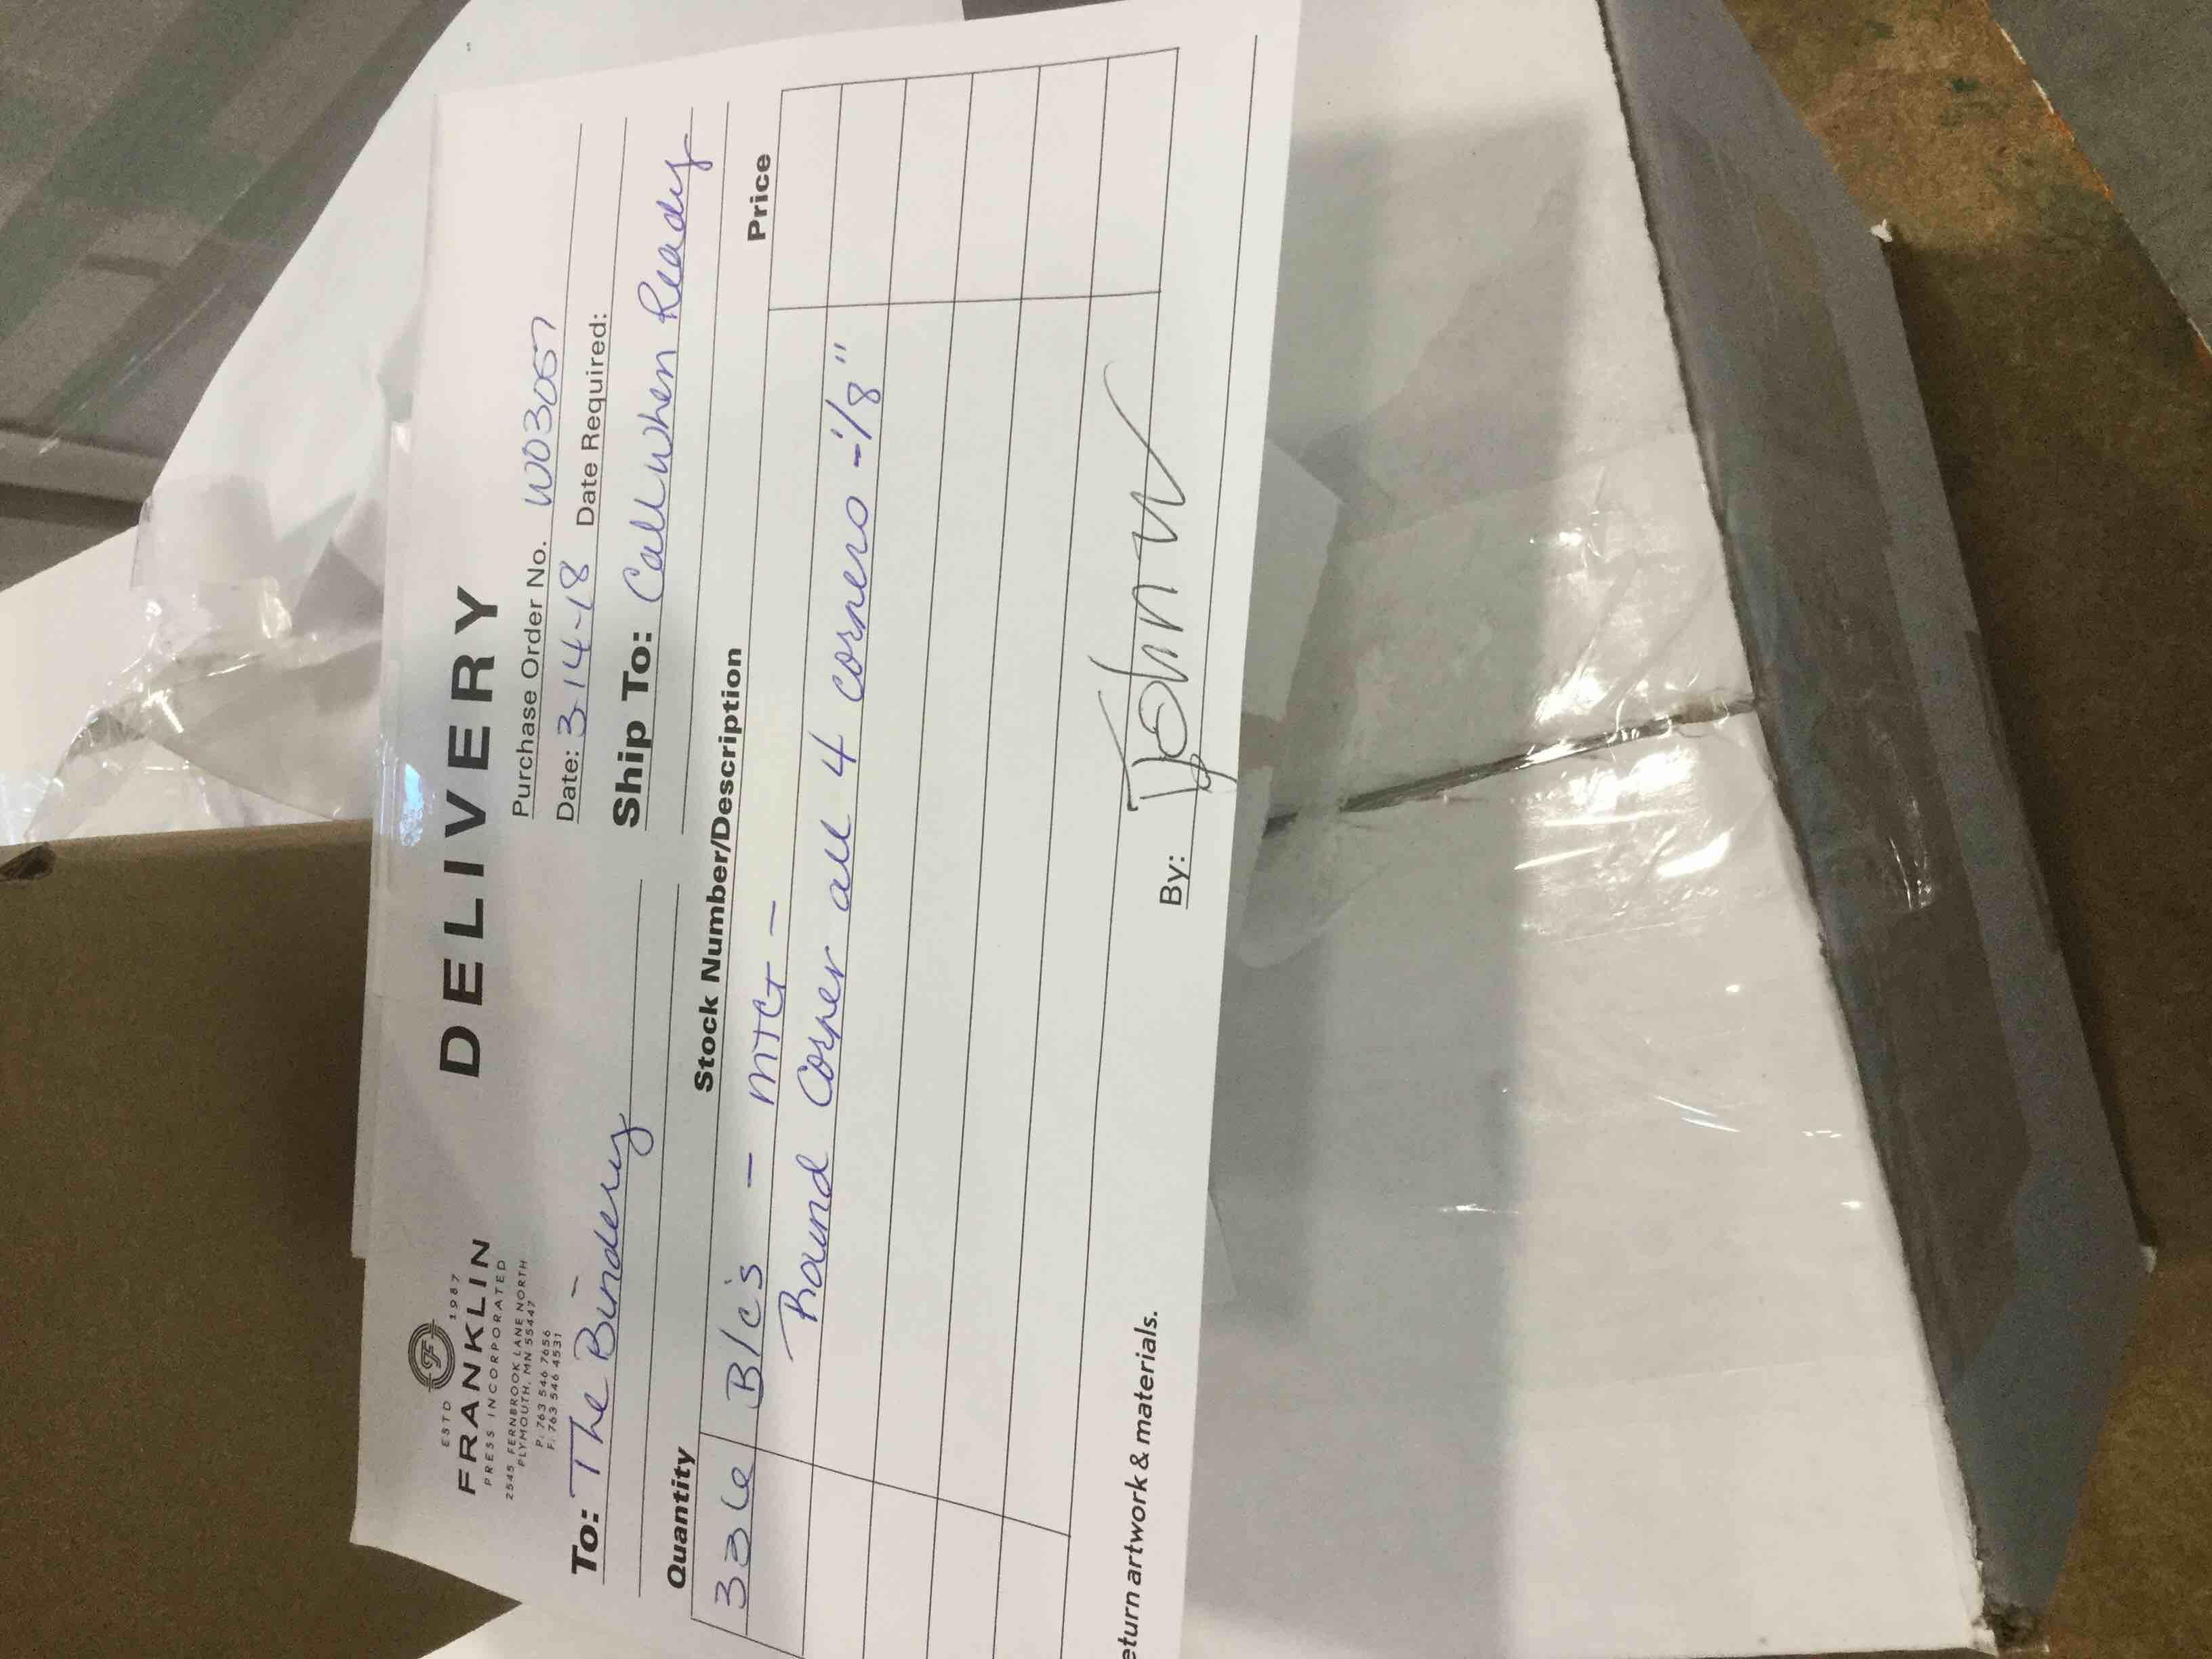 ESTD 1987
FRANKLIN
PRESS INCORPORATED
2545 FERNBROOK LANE NORTH
PLYMOUTH, MN 55447
P: 763 546 7656
F: 763 546 4531
DELIVERY
Purchase Order No. W03057
Date: 3-14-18 Date Required:
To: The Bindery
Ship To: Call when Ready
Quantity Stock Number/Description Price
B/c's - MTG -
Round Corner all 4 corners - 1/8"
eturn artwork & materials.
By: John W